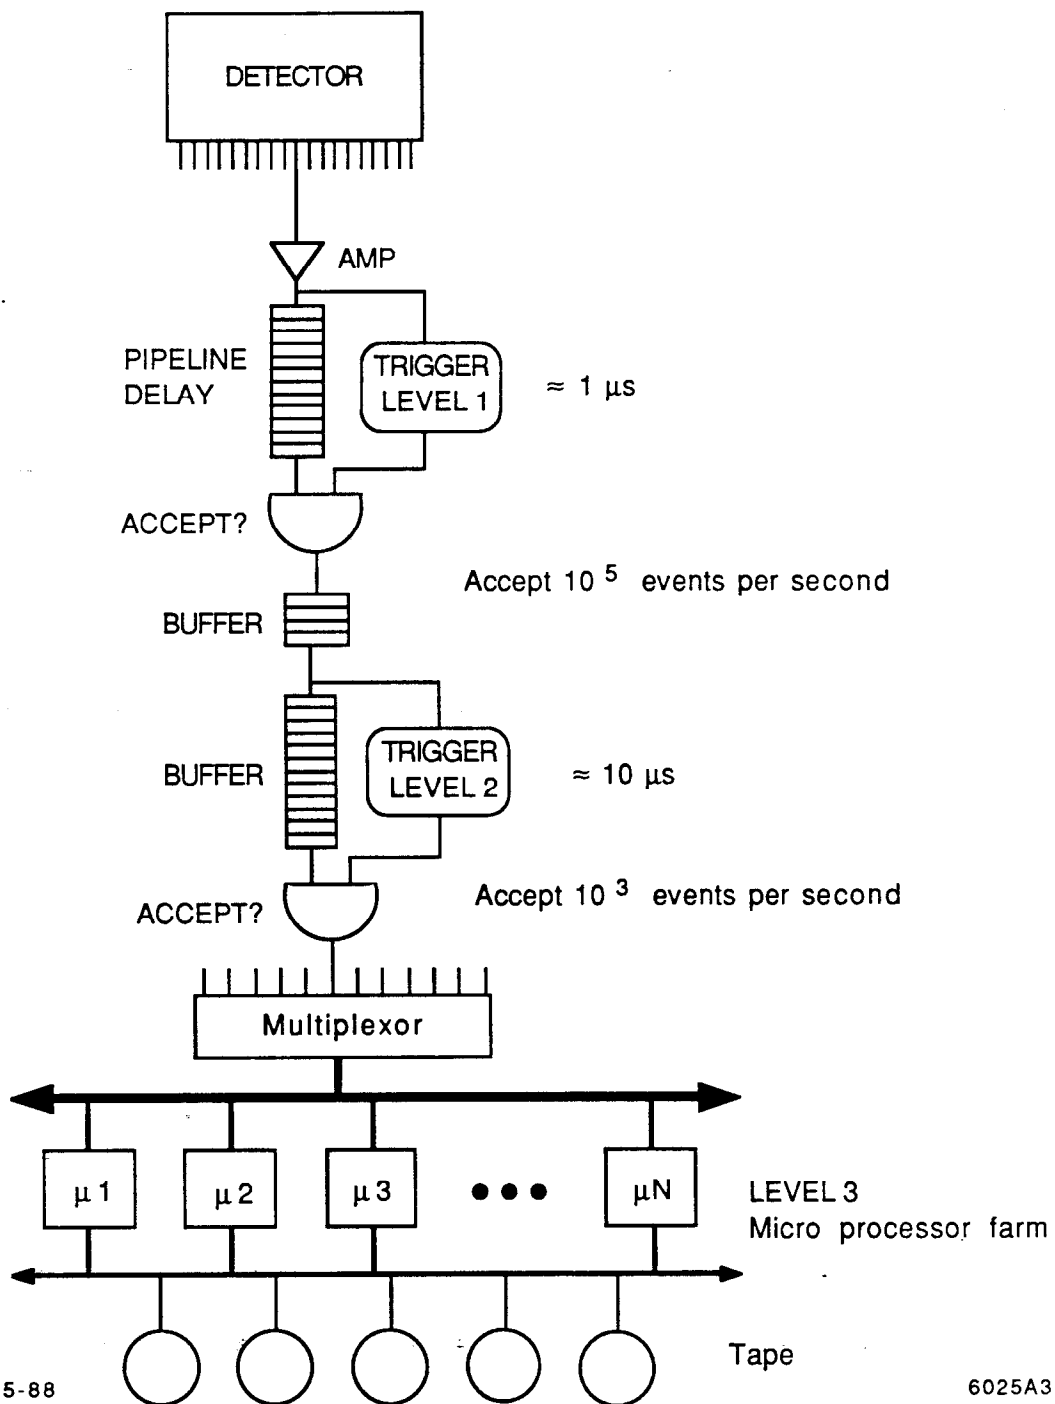 DETECTOR
AMP
PIPELINE
DELAY
TRIGGER
LEVEL 1
≈ 1 µs
ACCEPT?
Accept 10 5 events per second
BUFFER
BUFFER
TRIGGER
LEVEL 2
≈ 10 µs
Accept 10 3 events per second
ACCEPT?
Multiplexor
µ 1
µ 2
µ 3
µN
LEVEL 3
Micro processor farm
Tape
5-88
6025A3